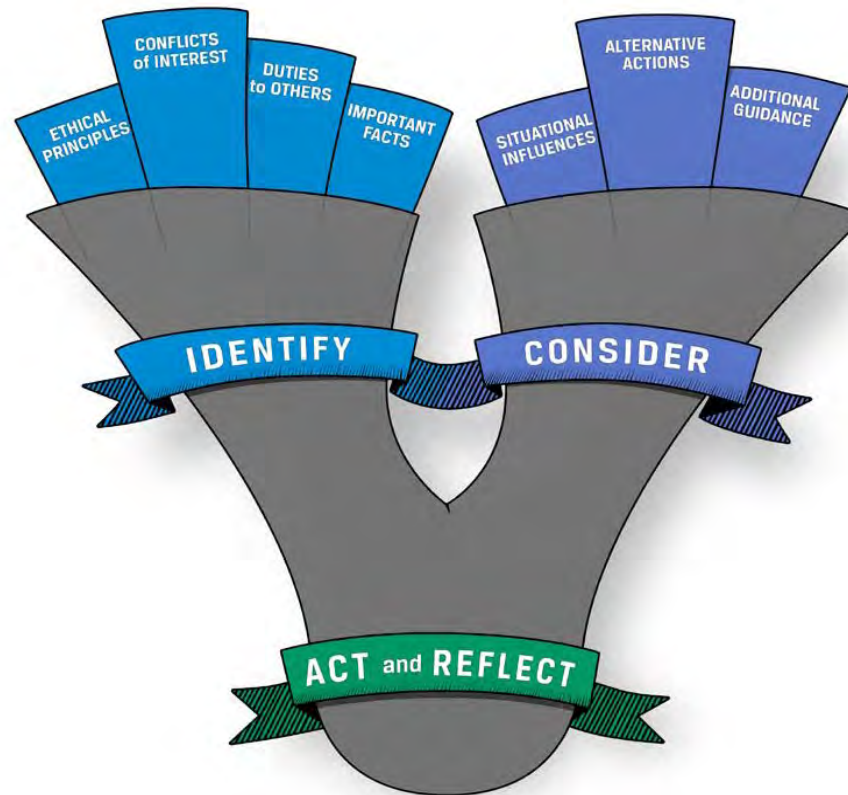 ETHICAL
PRINCIPLES
CONFLICTS
of INTEREST
DUTIES
to OTHERS
IMPORTANT
FACTS
SITUATIONAL
INFLUENCES
ALTERNATIVE
ACTIONS
ADDITIONAL
GUIDANCE
IDENTIFY
CONSIDER
ACT and REFLECT